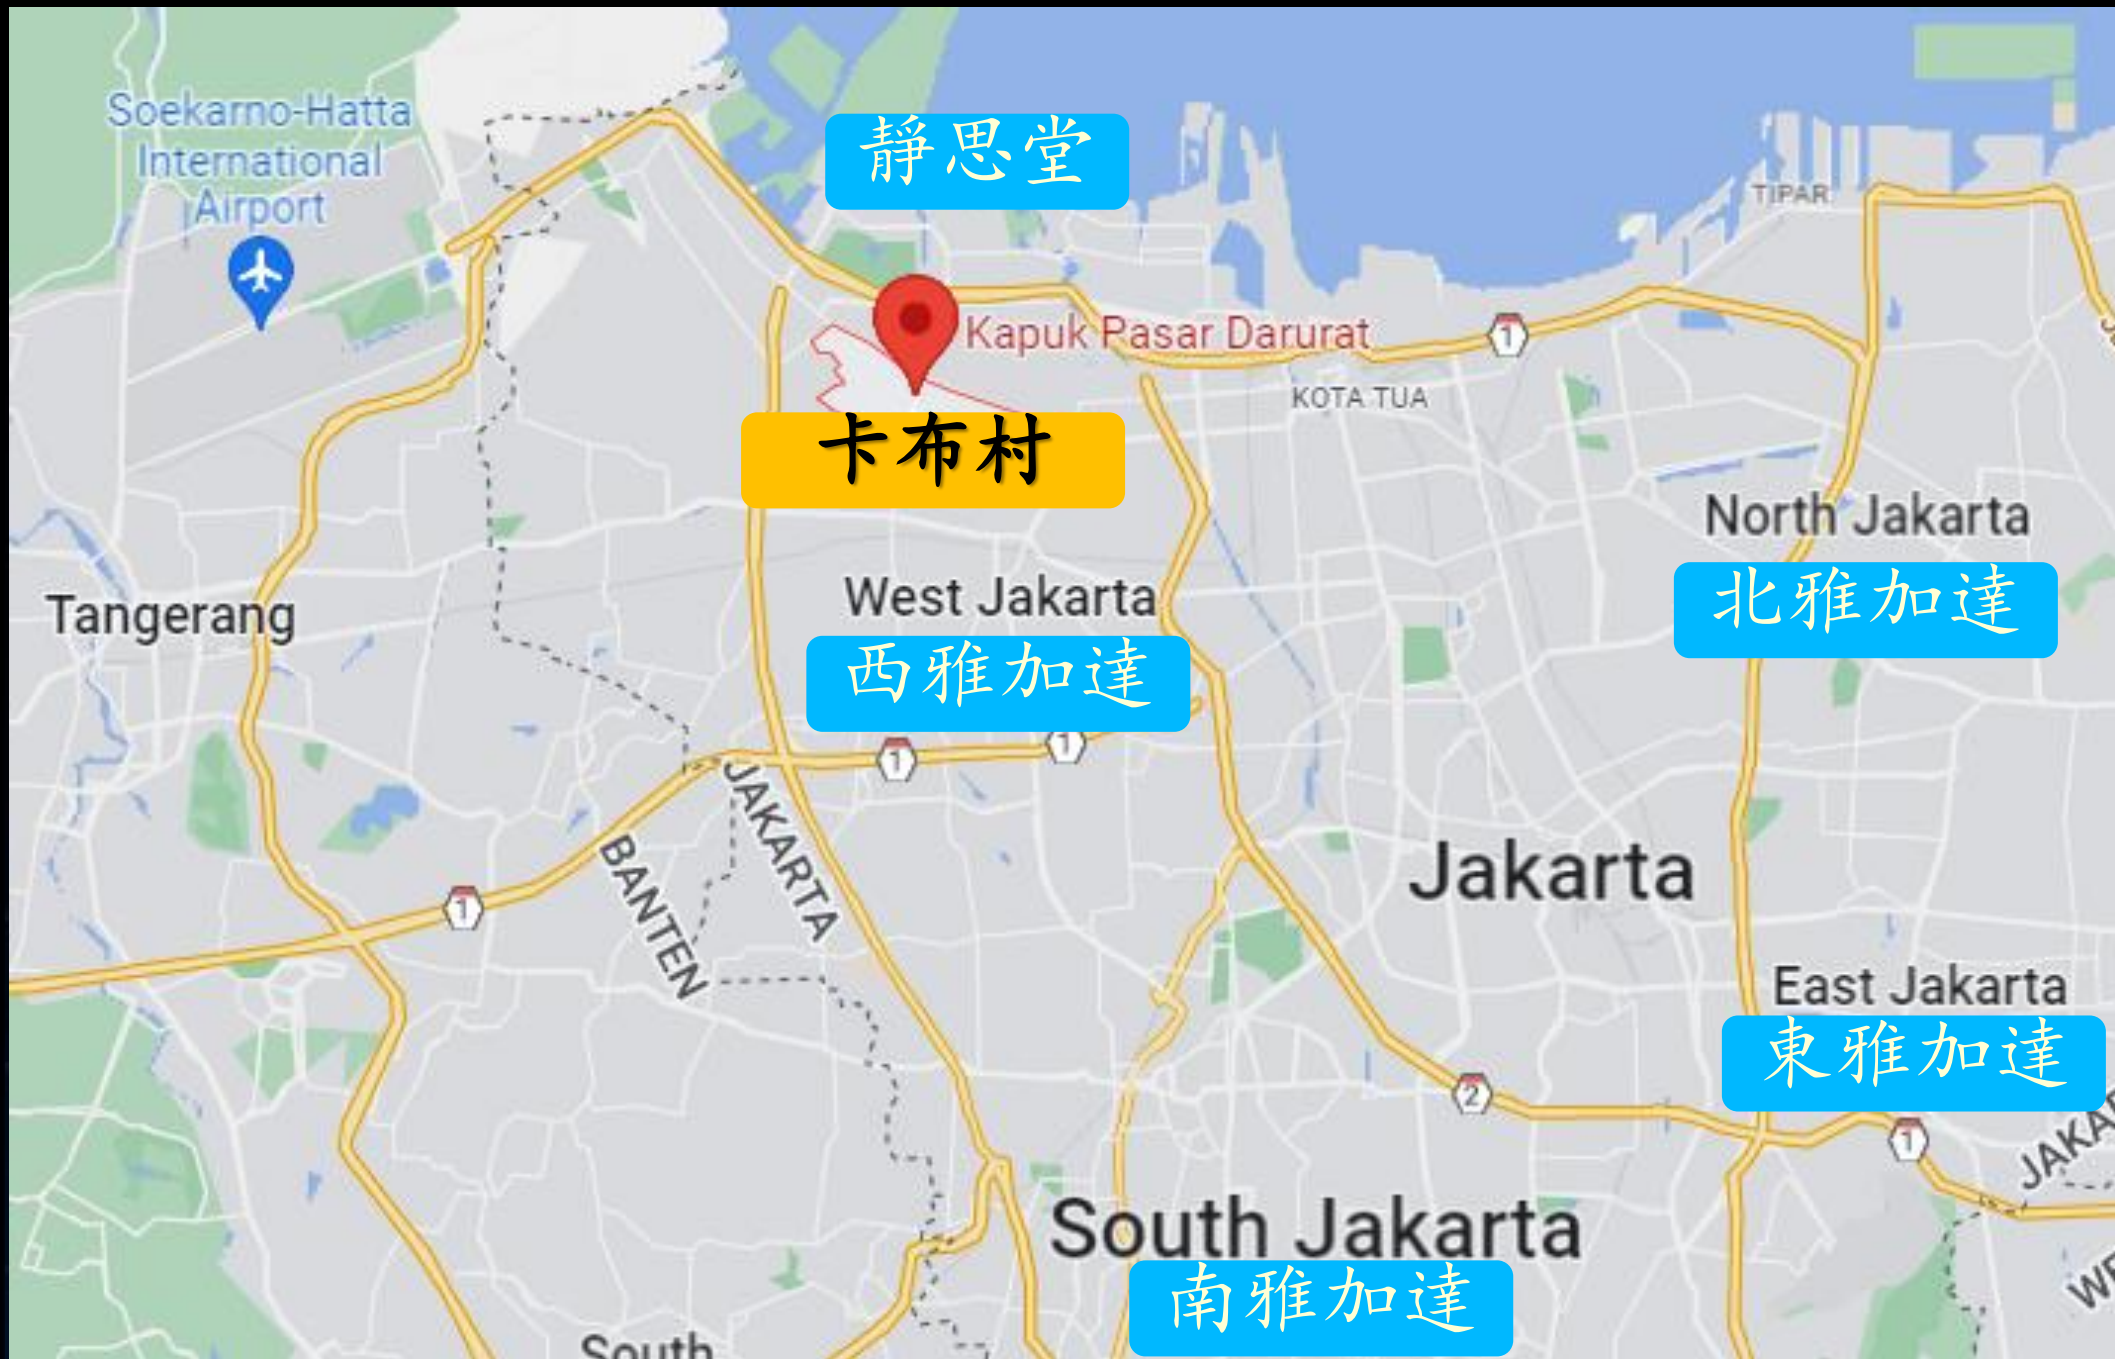 Soekarno-Hatta
International
Airport
靜思堂
TIPAR
Kapuk Pasar Darurat
1
KOTA TUA
卡布村
North Jakarta
北雅加達
West Jakarta
西雅加達
Tangerang
1
1
JAKARTA
BANTEN
1
Jakarta
East Jakarta
東雅加達
2
1
South Jakarta
南雅加達
South